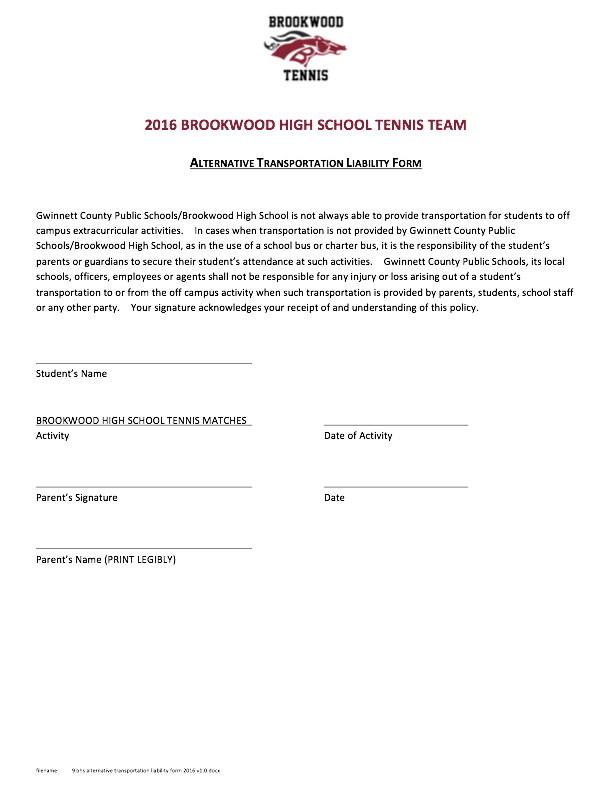 BROOKWOOD
TENNIS
2016 BROOKWOOD HIGH SCHOOL TENNIS TEAM
ALTERNATIVE TRANSPORTATION LIABILITY FORM
Gwinnett County Public Schools/Brookwood High School is not always able to provide transportation for students to off
campus extracurricular activities. In cases when transportation is not provided by Gwinnett County Public
Schools/Brookwood High School, as in the use of a school bus or charter bus, it is the responsibility of the student's
parents or guardians to secure their student's attendance at such activities. Gwinnett County Public Schools, its local
schools, officers, employees or agents shall not be responsible for any injury or loss arising out of a student's
transportation to or from the off campus activity when such transportation is provided by parents, students, school staff
or any other party. Your signature acknowledges your receipt of and understanding of this policy.
Student's Name
BROOKWOOD HIGH SCHOOL TENNIS MATCHES
Activity Date of Activity
Parent's Signature Date
Parent's Name (PRINT LEGIBLY)
filename 9 bhs alternative transportation liability form 2016 v1.0.docx